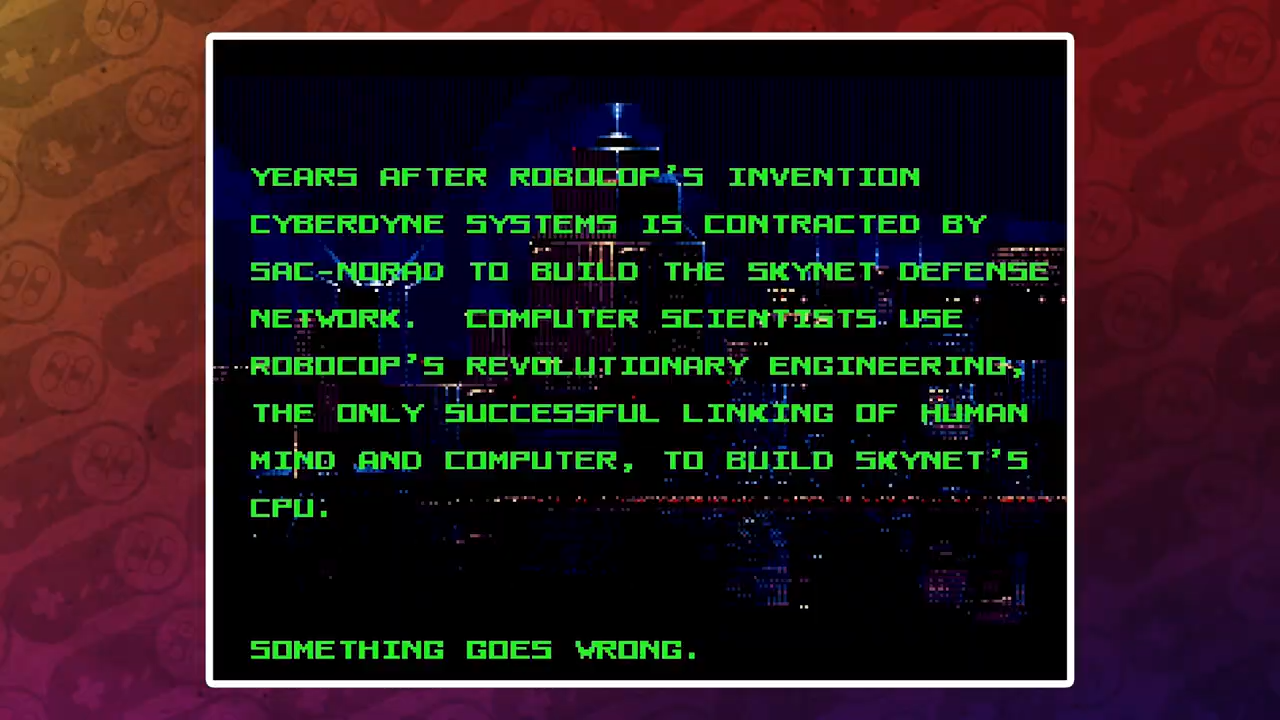 YEARS AFTER ROBOCOP'S INVENTION
CYBERDYNE SYSTEMS IS CONTRACTED BY
SAC-NORAD TO BUILD THE SKYNET DEFENSE
NETWORK.  COMPUTER SCIENTISTS USE
ROBOCOP'S REVOLUTIONARY ENGINEERING,
THE ONLY SUCCESSFUL LINKING OF HUMAN
MIND AND COMPUTER, TO BUILD SKYNET'S
CPU.
SOMETHING GOES WRONG.